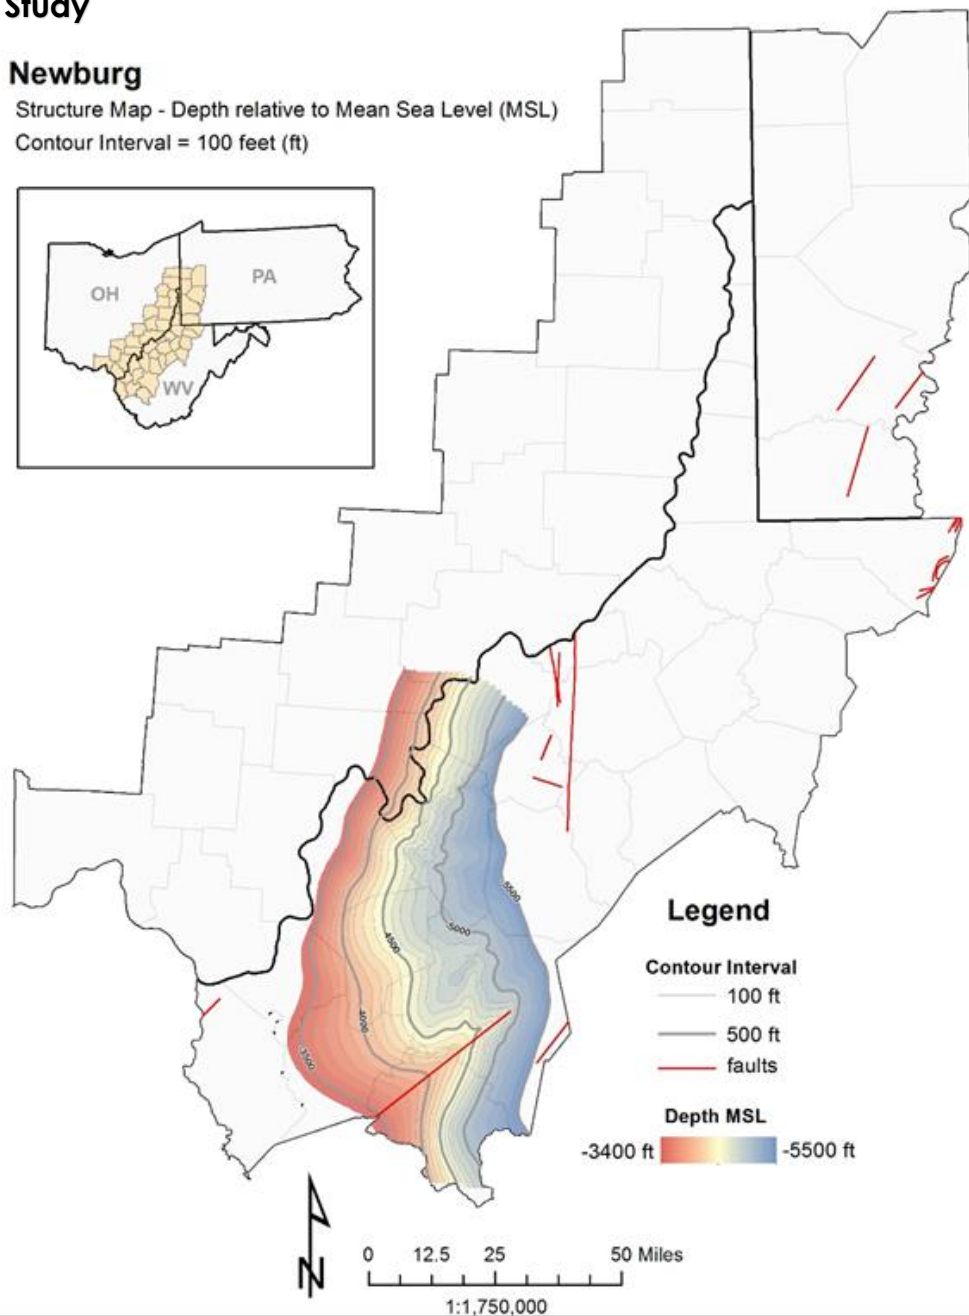 Study
Newburg
Structure Map - Depth relative to Mean Sea Level (MSL)
Contour Interval = 100 feet (ft)
OH
PA
WV
-5500
-5000
-4500
-4000
-3500
Legend
Contour Interval
100 ft
500 ft
faults
Depth MSL
-3400 ft
-5500 ft
N
0 12.5 25 50 Miles
1:1,750,000